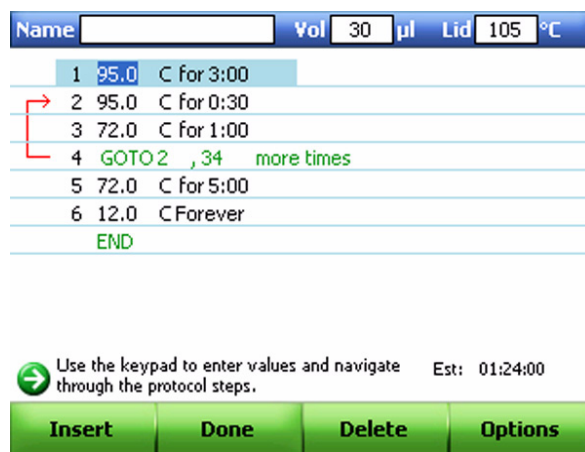 Name Vol 30 µl Lid 105 °C
1 95.0 C for 3:00
2 95.0 C for 0:30
3 72.0 C for 1:00
4 GOTO 2 , 34 more times
5 72.0 C for 5:00
6 12.0 C Forever
END
Use the keypad to enter values and navigate Est: 01:24:00
through the protocol steps.
Insert Done Delete Options